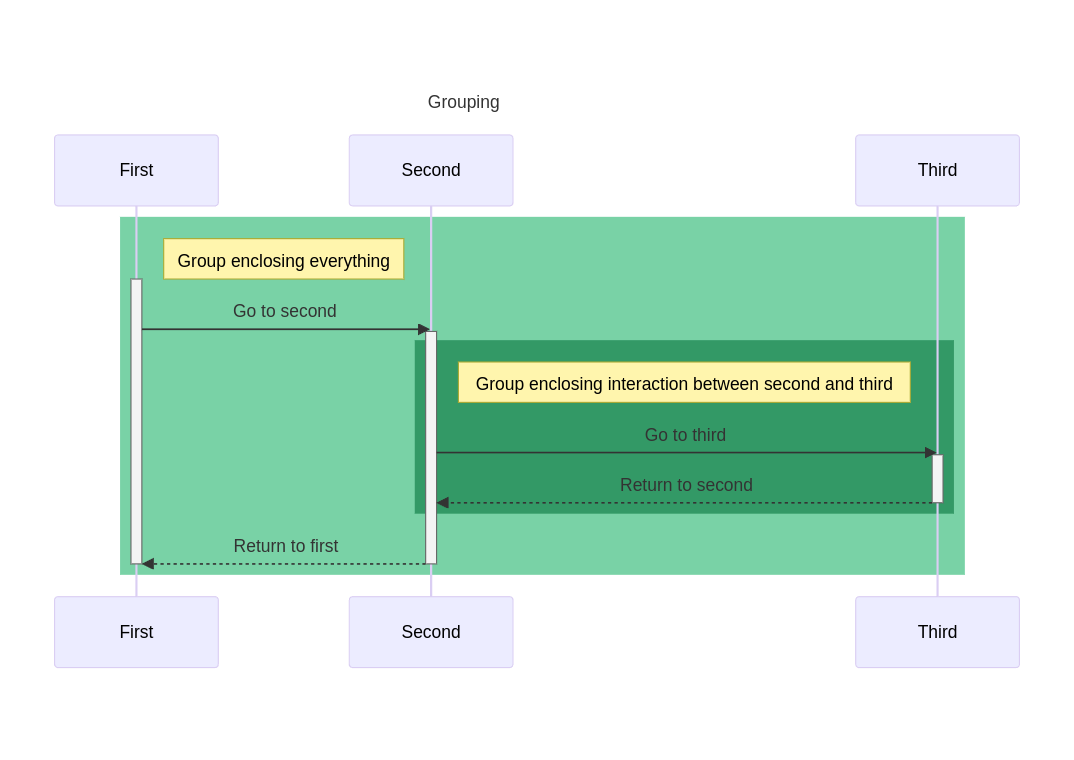 Grouping
First
Second
Third
Group enclosing everything
Go to second
Group enclosing interaction between second and third
Go to third
Return to second
Return to first
First
Second
Third